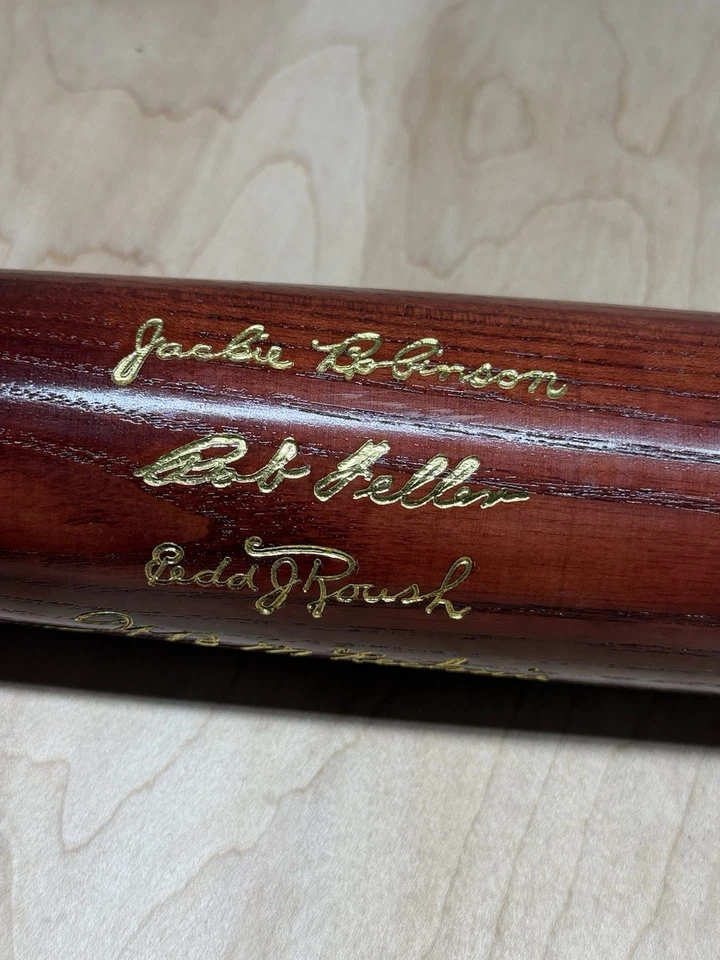 Jackie Robinson
Bob Feller
Edd J Roush